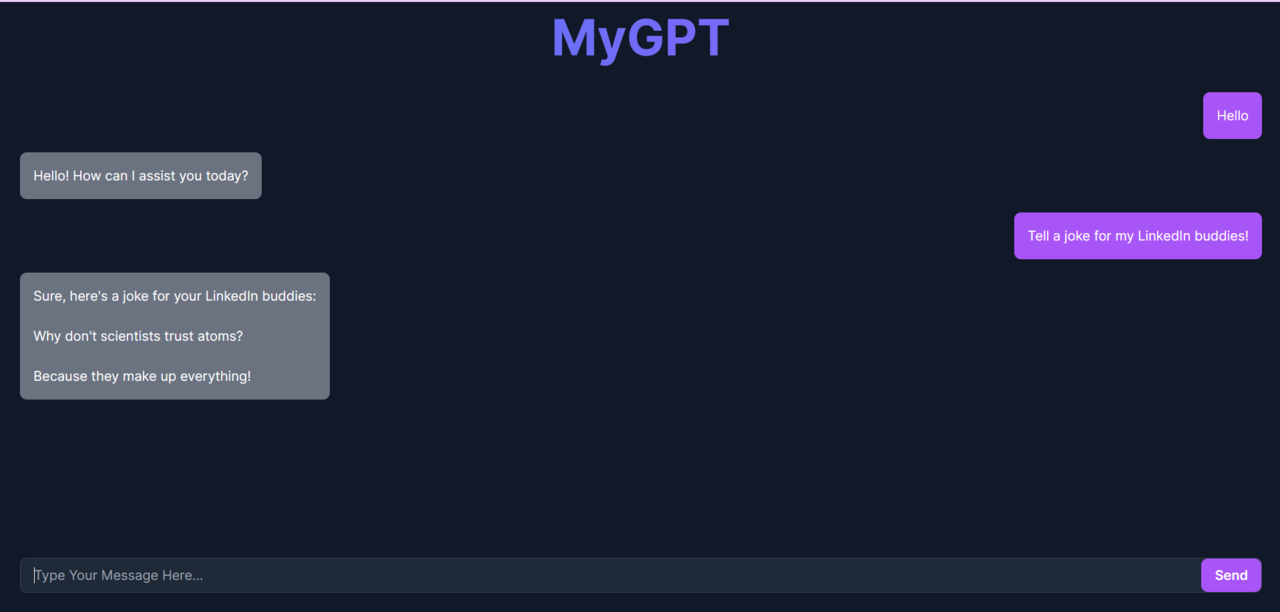 MyGPT
Hello
Hello! How can I assist you today?
Tell a joke for my LinkedIn buddies!
Sure, here's a joke for your LinkedIn buddies:
Why don't scientists trust atoms?
Because they make up everything!
Type Your Message Here...
Send